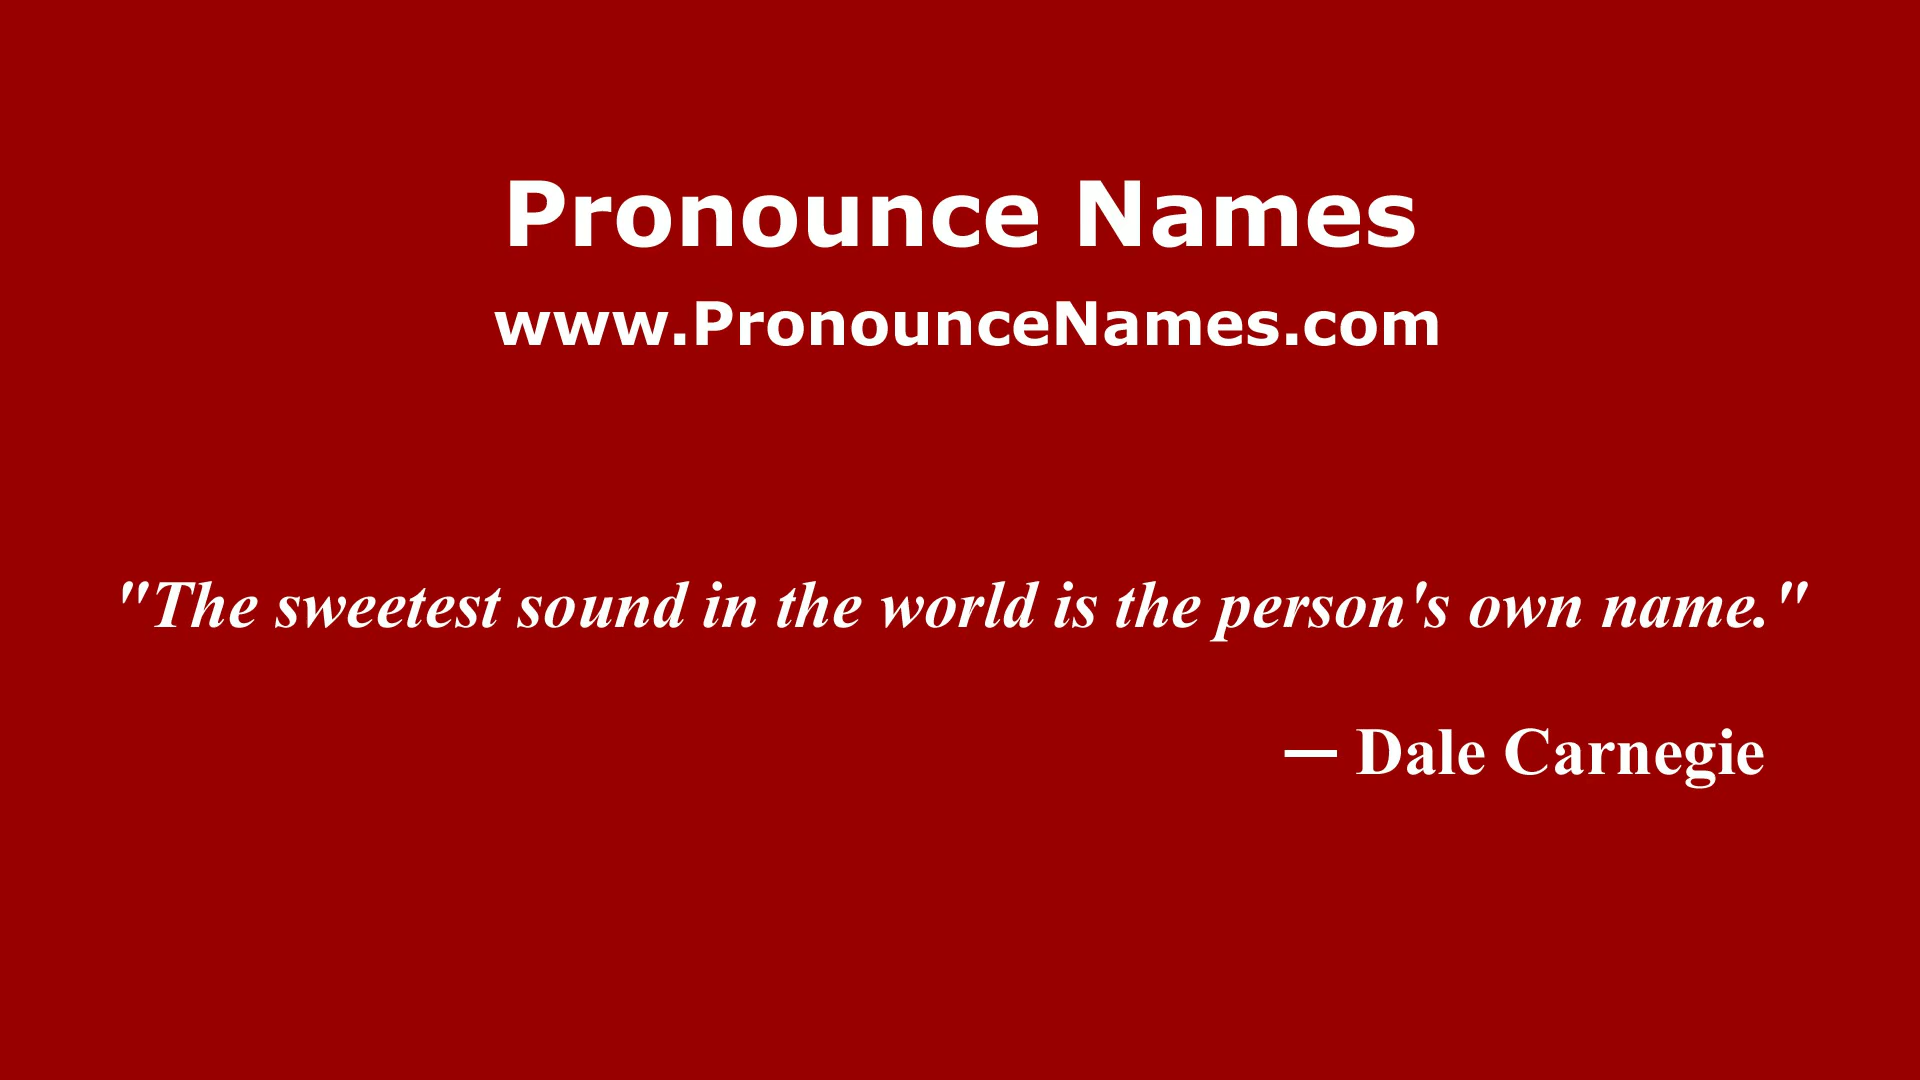 Pronounce Names
www.PronounceNames.com
"The sweetest sound in the world is the person's own name."
— Dale Carnegie